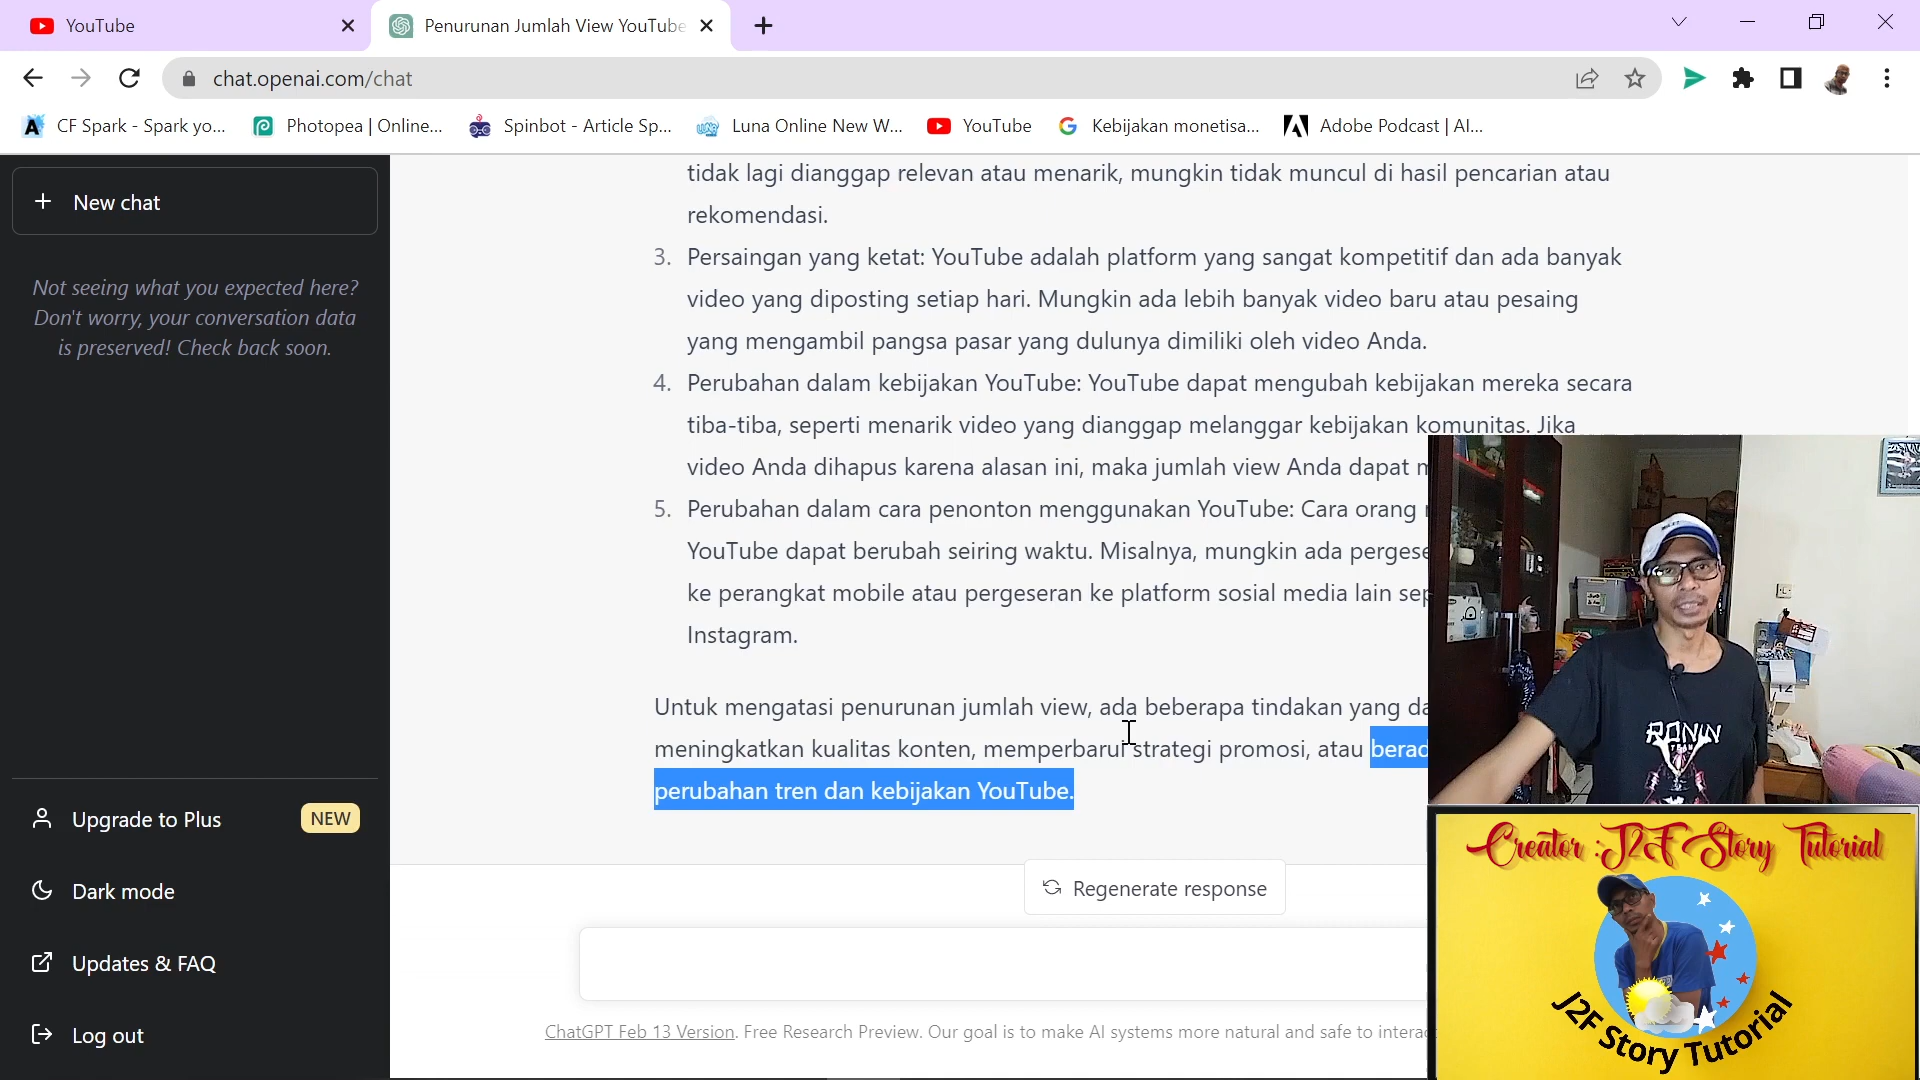 YouTube
Penurunan Jumlah View YouTube
chat.openai.com/chat
CF Spark - Spark yo...
Photopea | Online...
Spinbot - Article Sp...
Luna Online New W...
YouTube
Kebijakan monetisa...
Adobe Podcast | AI...
New chat
Not seeing what you expected here?
Don't worry, your conversation data
is preserved! Check back soon.
Upgrade to Plus
NEW
Dark mode
Updates & FAQ
Log out
tidak lagi dianggap relevan atau menarik, mungkin tidak muncul di hasil pencarian atau
rekomendasi.
3. Persaingan yang ketat: YouTube adalah platform yang sangat kompetitif dan ada banyak
video yang diposting setiap hari. Mungkin ada lebih banyak video baru atau pesaing
yang mengambil pangsa pasar yang dulunya dimiliki oleh video Anda.
4. Perubahan dalam kebijakan YouTube: YouTube dapat mengubah kebijakan mereka secara
tiba-tiba, seperti menarik video yang dianggap melanggar kebijakan komunitas. Jika
video Anda dihapus karena alasan ini, maka jumlah view Anda dapat
5. Perubahan dalam cara penonton menggunakan YouTube: Cara orang
YouTube dapat berubah seiring waktu. Misalnya, mungkin ada pergese
ke perangkat mobile atau pergeseran ke platform sosial media lain sep
Instagram.
Untuk mengatasi penurunan jumlah view, ada beberapa tindakan yang da
meningkatkan kualitas konten, memperbarui strategi promosi, atau berad
perubahan tren dan kebijakan YouTube.
Regenerate response
ChatGPT Feb 13 Version. Free Research Preview. Our goal is to make AI systems more natural and safe to interac
RONIN
TEAM
Creator : J2F Story Tutorial
J2F Story Tutorial